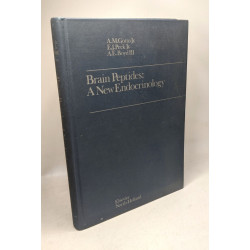 A.M.Gotto,Jr.
E.J.Peck,Jr.
A.E.Boyd III
Brain Peptides:
A New Endocrinology